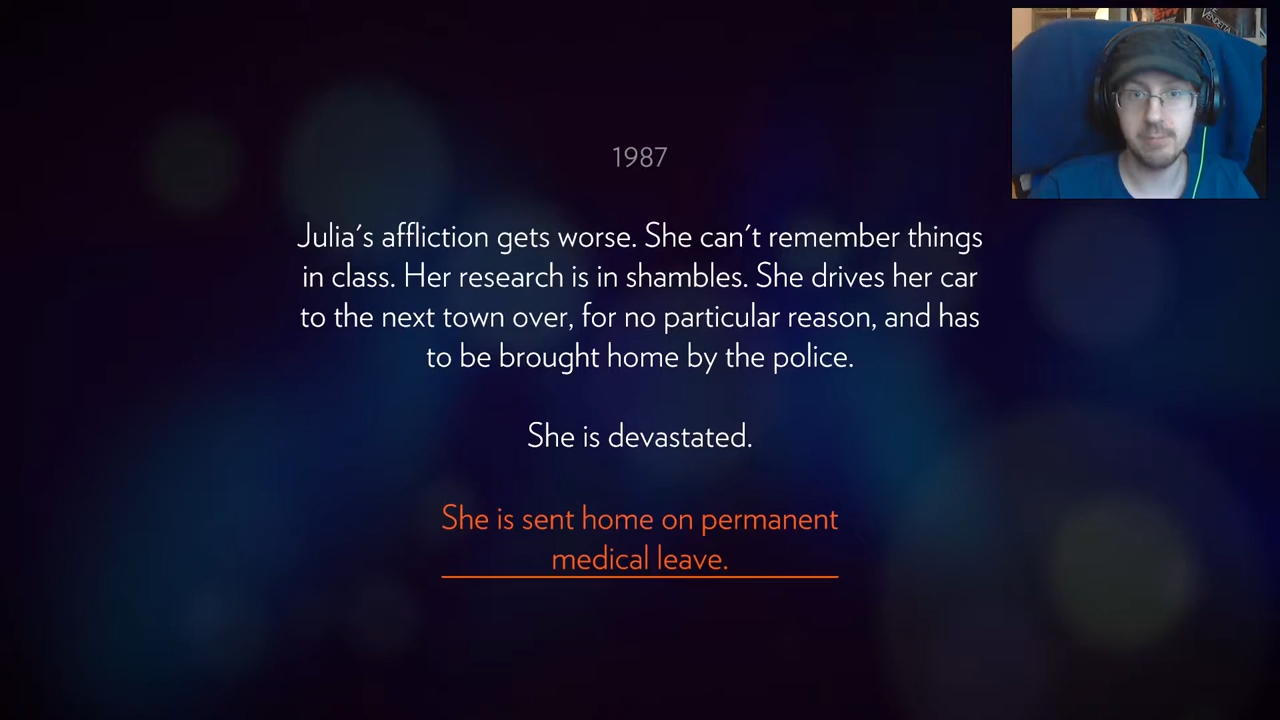 VENDETTA
1987
Julia's affliction gets worse. She can't remember things
in class. Her research is in shambles. She drives her car
to the next town over, for no particular reason, and has
to be brought home by the police.
She is devastated.
She is sent home on permanent
medical leave.